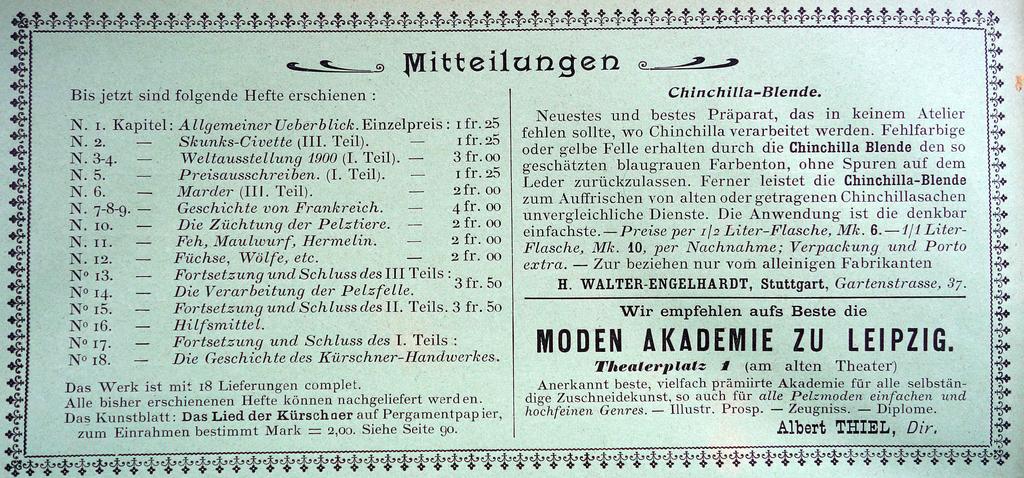 Mitteilungen
Bis jetzt sind folgende Hefte erschienen :
N. 1. Kapitel: Allgemeiner Ueberblick. Einzelpreis : 1 fr. 25
N. 2. — Skunks-Civette (III. Teil). — 1 fr. 25
N. 3-4. — Weltausstellung 1900 (I. Teil). — 3 fr. 00
N. 5. — Preisausschreiben. (I. Teil). — 1 fr. 25
N. 6. — Marder (III. Teil). — 2 fr. 00
N. 7-8-9. — Geschichte von Frankreich. — 4 fr. 00
N. 10. — Die Züchtung der Pelztiere. — 2 fr. 00
N. 11. — Feh, Maulwurf, Hermelin. — 2 fr. 00
N. 12. — Füchse, Wölfe, etc. — 2 fr. 00
No 13. — Fortsetzung und Schluss des III Teils :
3 fr. 50
No 14. — Die Verarbeitung der Pelzfelle.
No 15. — Fortsetzung und Schluss des II. Teils. 3 fr. 50
No 16. — Hilfsmittel.
No 17. — Fortsetzung und Schluss des I. Teils :
No 18. — Die Geschichte des Kürschner-Handwerkes.
Das Werk ist mit 18 Lieferungen complet.
Alle bisher erschienenen Hefte können nachgeliefert werden.
Das Kunstblatt : Das Lied der Kürschner auf Pergamentpapier,
zum Einrahmen bestimmt Mark = 2,00. Siehe Seite 90.
Chinchilla-Blende.
Neuestes und bestes Präparat, das in keinem Atelier
fehlen sollte, wo Chinchilla verarbeitet werden. Fehlfarbige
oder gelbe Felle erhalten durch die Chinchilla Blende den so
geschätzten blaugrauen Farbenton, ohne Spuren auf dem
Leder zurückzulassen. Ferner leistet die Chinchilla-Blende
zum Auffrischen von alten oder getragenen Chinchillasachen
unvergleichliche Dienste. Die Anwendung ist die denkbar
einfachste. — Preise per 1/2 Liter-Flasche, Mk. 6. — 1/1 Liter-
Flasche, Mk. 10, per Nachnahme; Verpackung und Porto
extra. — Zur beziehen nur vom alleinigen Fabrikanten
H. WALTER-ENGELHARDT, Stuttgart, Gartenstrasse, 37.
Wir empfehlen aufs Beste die
MODEN AKADEMIE ZU LEIPZIG.
Theaterplatz 1 (am alten Theater)
Anerkannt beste, vielfach prämiirte Akademie für alle selbstän-
dige Zuschneidekunst, so auch für alle Pelzmoden einfachen und
hochfeinen Genres. — Illustr. Prosp. — Zeugniss. — Diplome.
Albert THIEL, Dir.